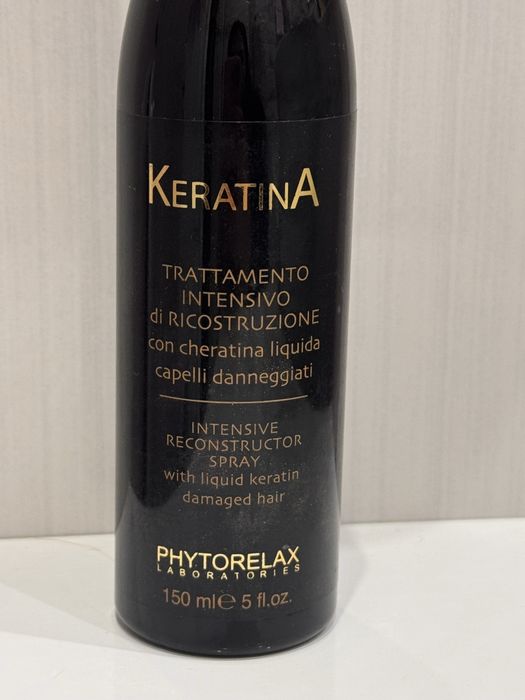 KERATINA
TRATTAMENTO
INTENSIVO
di RICOSTRUZIONE
con cheratina liquida
capelli danneggiati
INTENSIVE
RECONSTRUCTOR
SPRAY
with liquid keratin
damaged hair
PHYTORELAX
LABORATORIES
150 ml℮ 5 fl.oz.